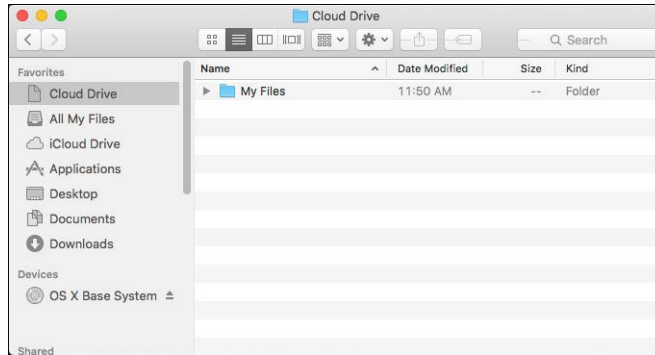 Cloud Drive
Search
Favorites
Cloud Drive
All My Files
iCloud Drive
Applications
Desktop
Documents
Downloads
Devices
OS X Base System
Shared
Name Date Modified Size Kind
My Files 11:50 AM -- Folder